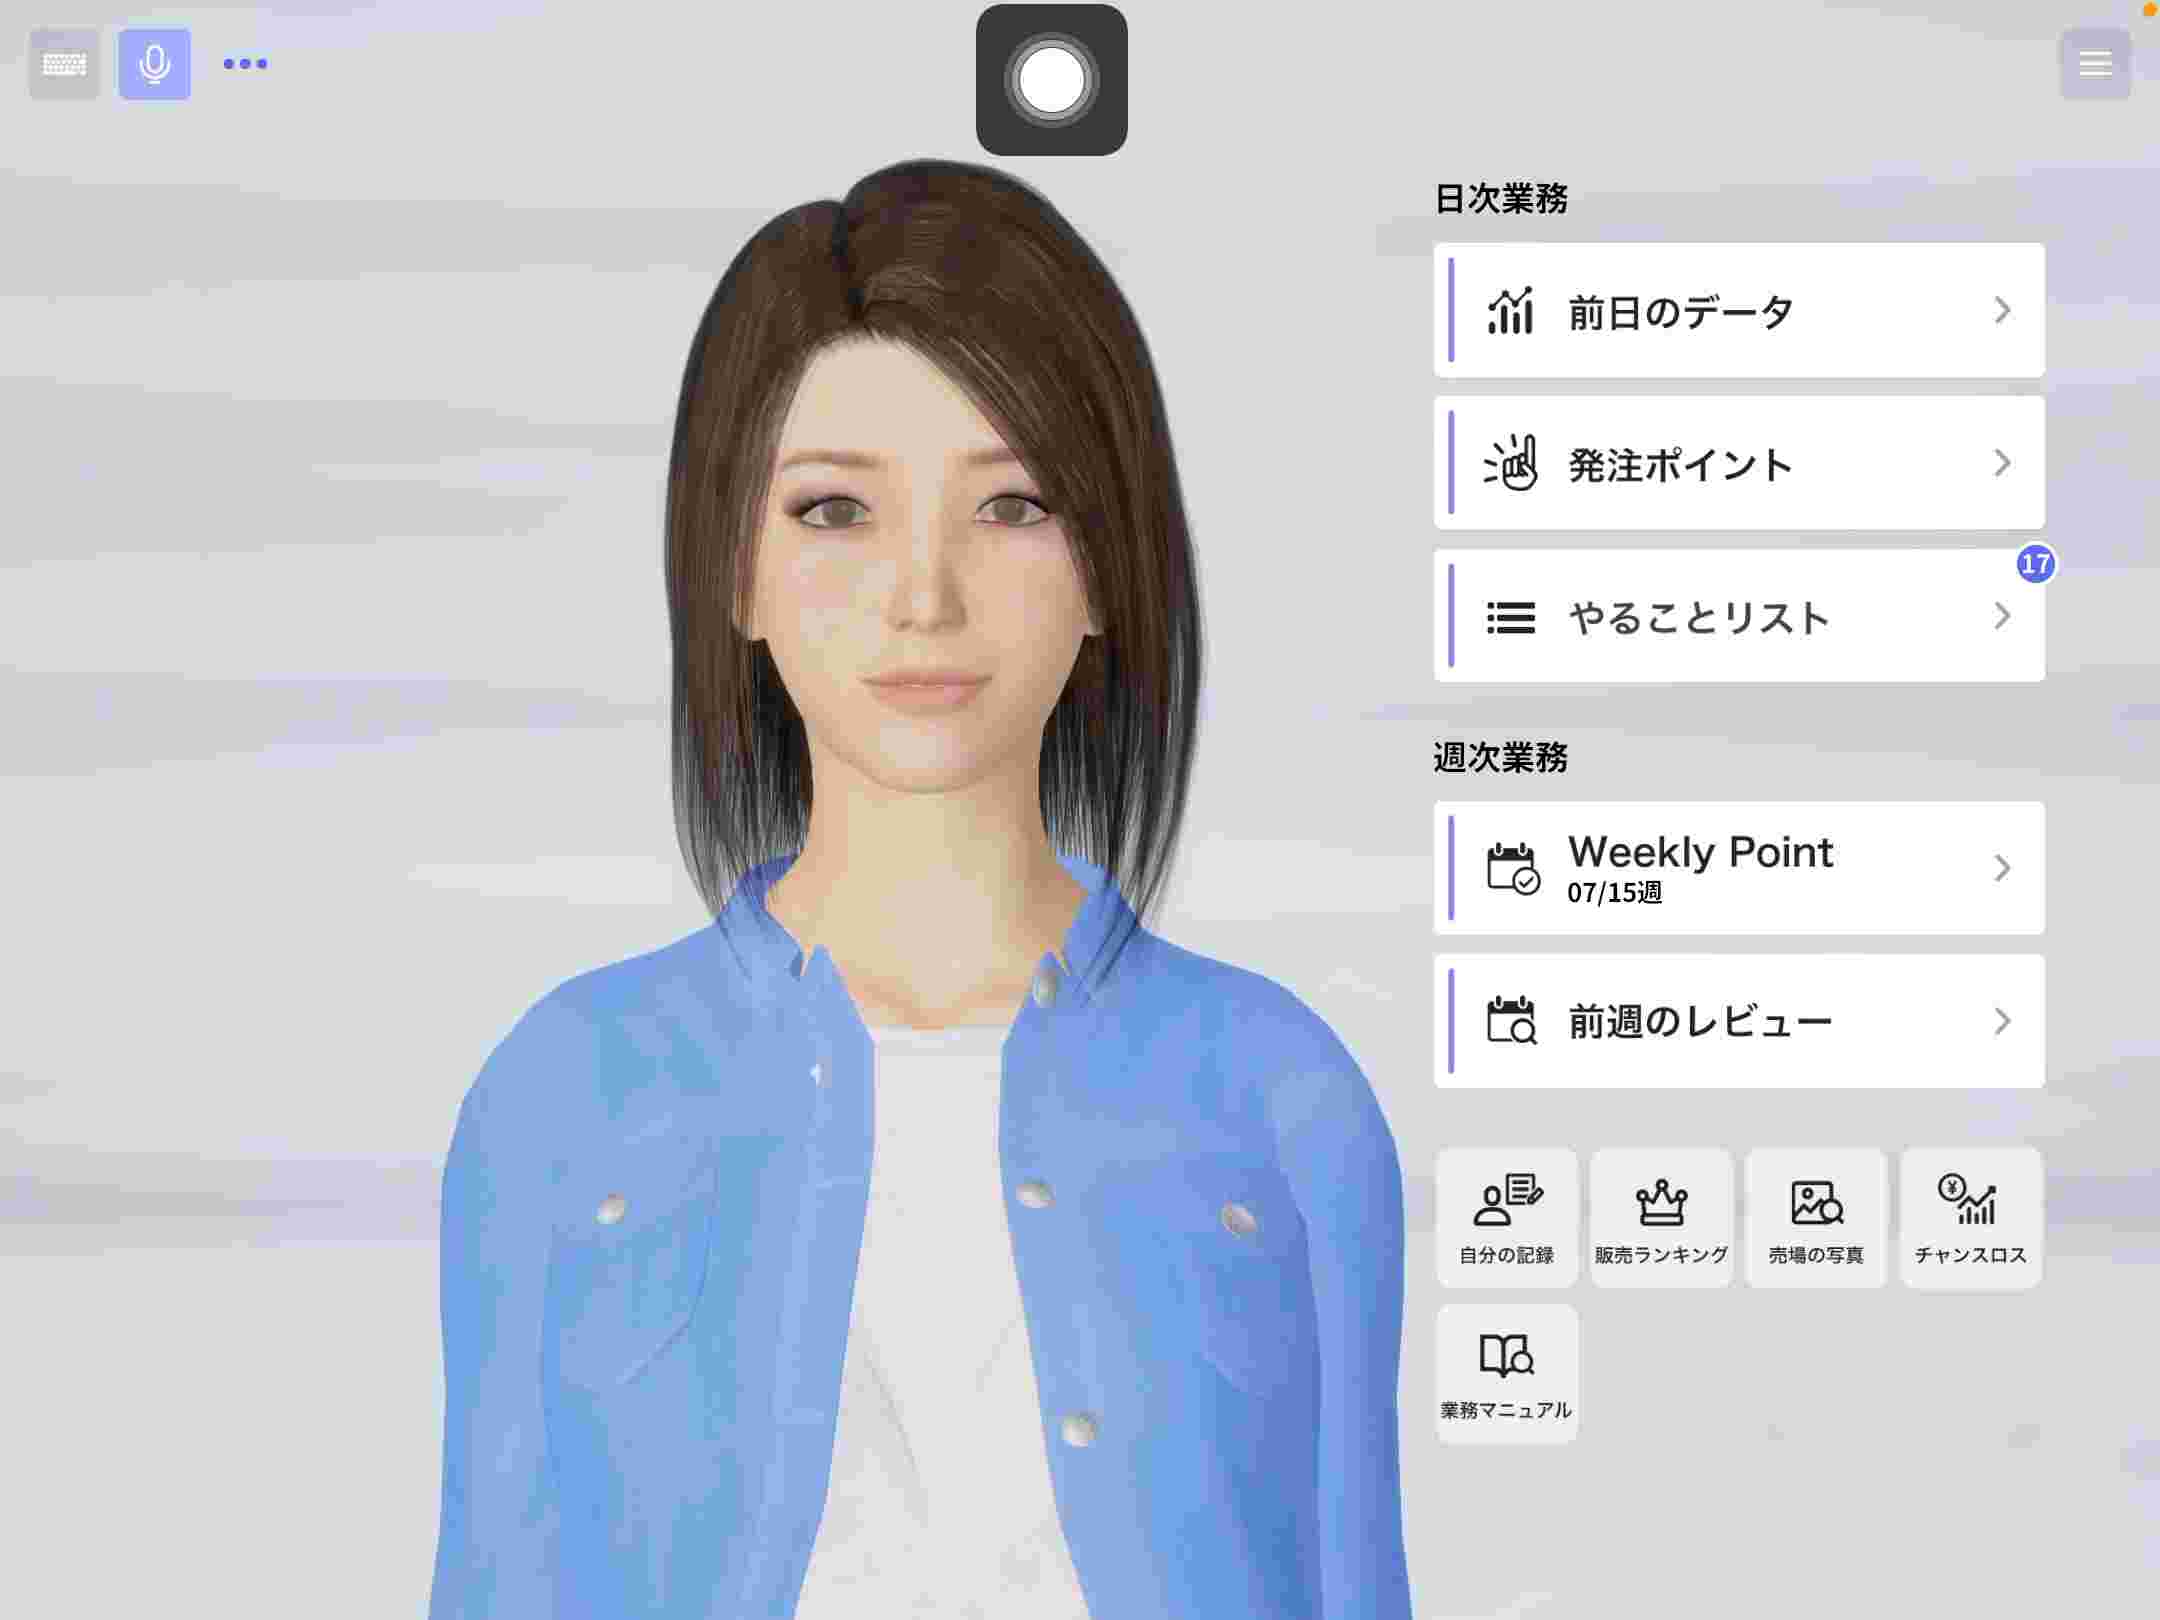 日次業務
前日のデータ
発注ポイント
17
やることリスト
週次業務
Weekly Point
07/15週
前週のレビュー
自分の記録
販売ランキング
売場の写真
チャンスロス
業務マニュアル